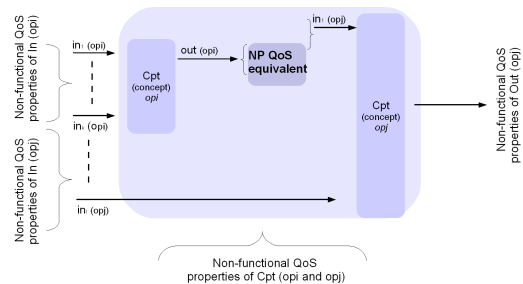 Non-functional QoS
properties of In (opi)
Non-functional QoS
properties of In (opj)
in₁ (opi)
inₖ (opi)
Cpt
(concept)
opi
out (opi)
NP QoS
equivalent
in₁ (opj)
Cpt
(concept)
opj
(opj)
Non-functional QoS
properties of Out (opj)
Non-functional QoS
properties of Cpt (opi and opj)